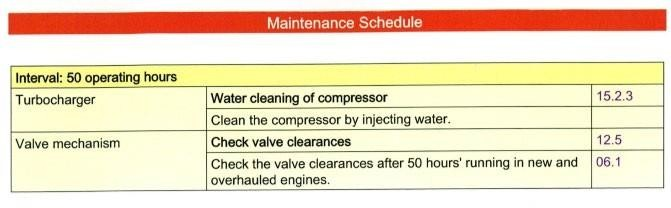 Maintenance Schedule
Interval: 50 operating hours
Turbocharger Water cleaning of compressor 15.2.3
Clean the compressor by injecting water.
Valve mechanism Check valve clearances 12.5
Check the valve clearances after 50 hours' running in new and 06.1
overhauled engines.